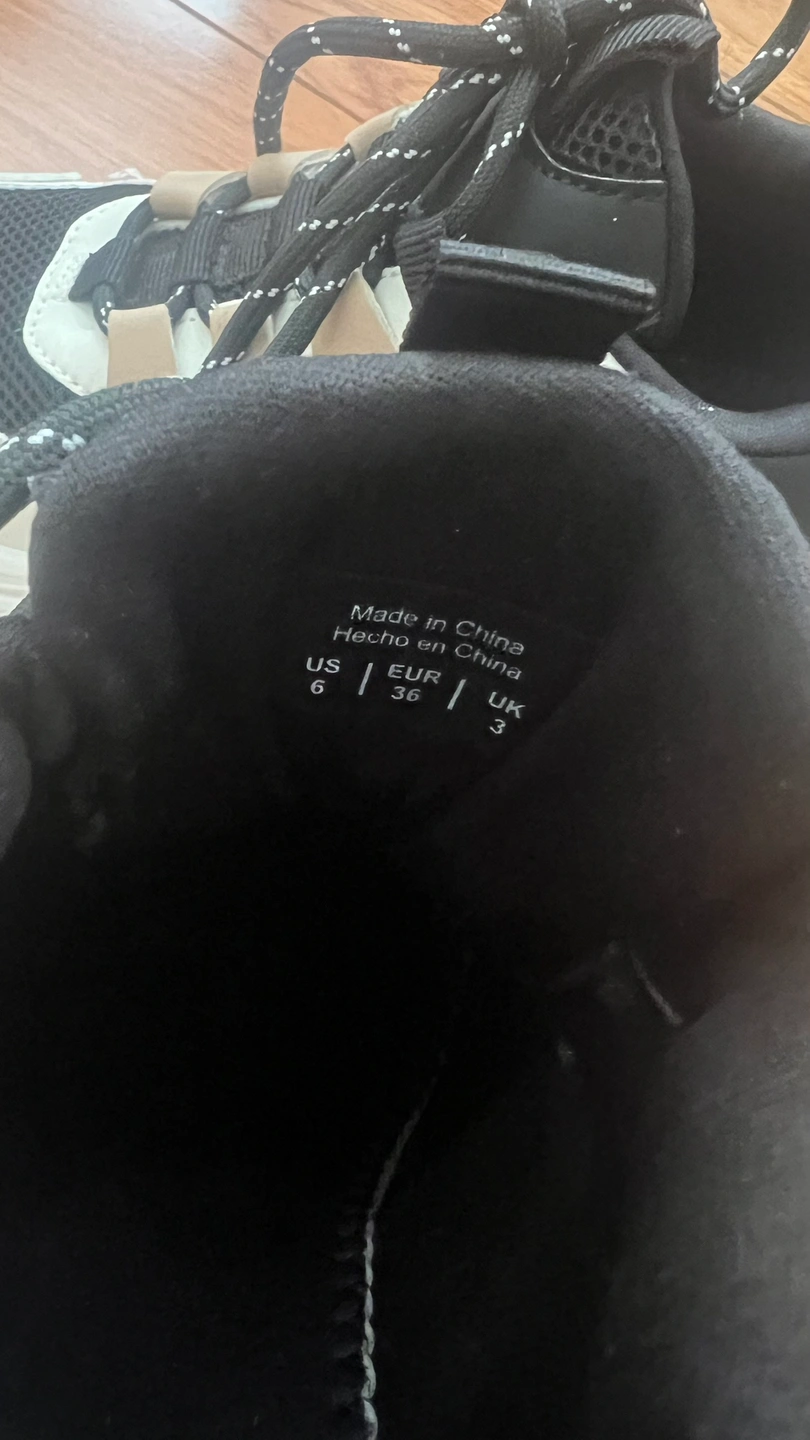 Made in China
Hecho en China
US | EUR | UK
6 36 3